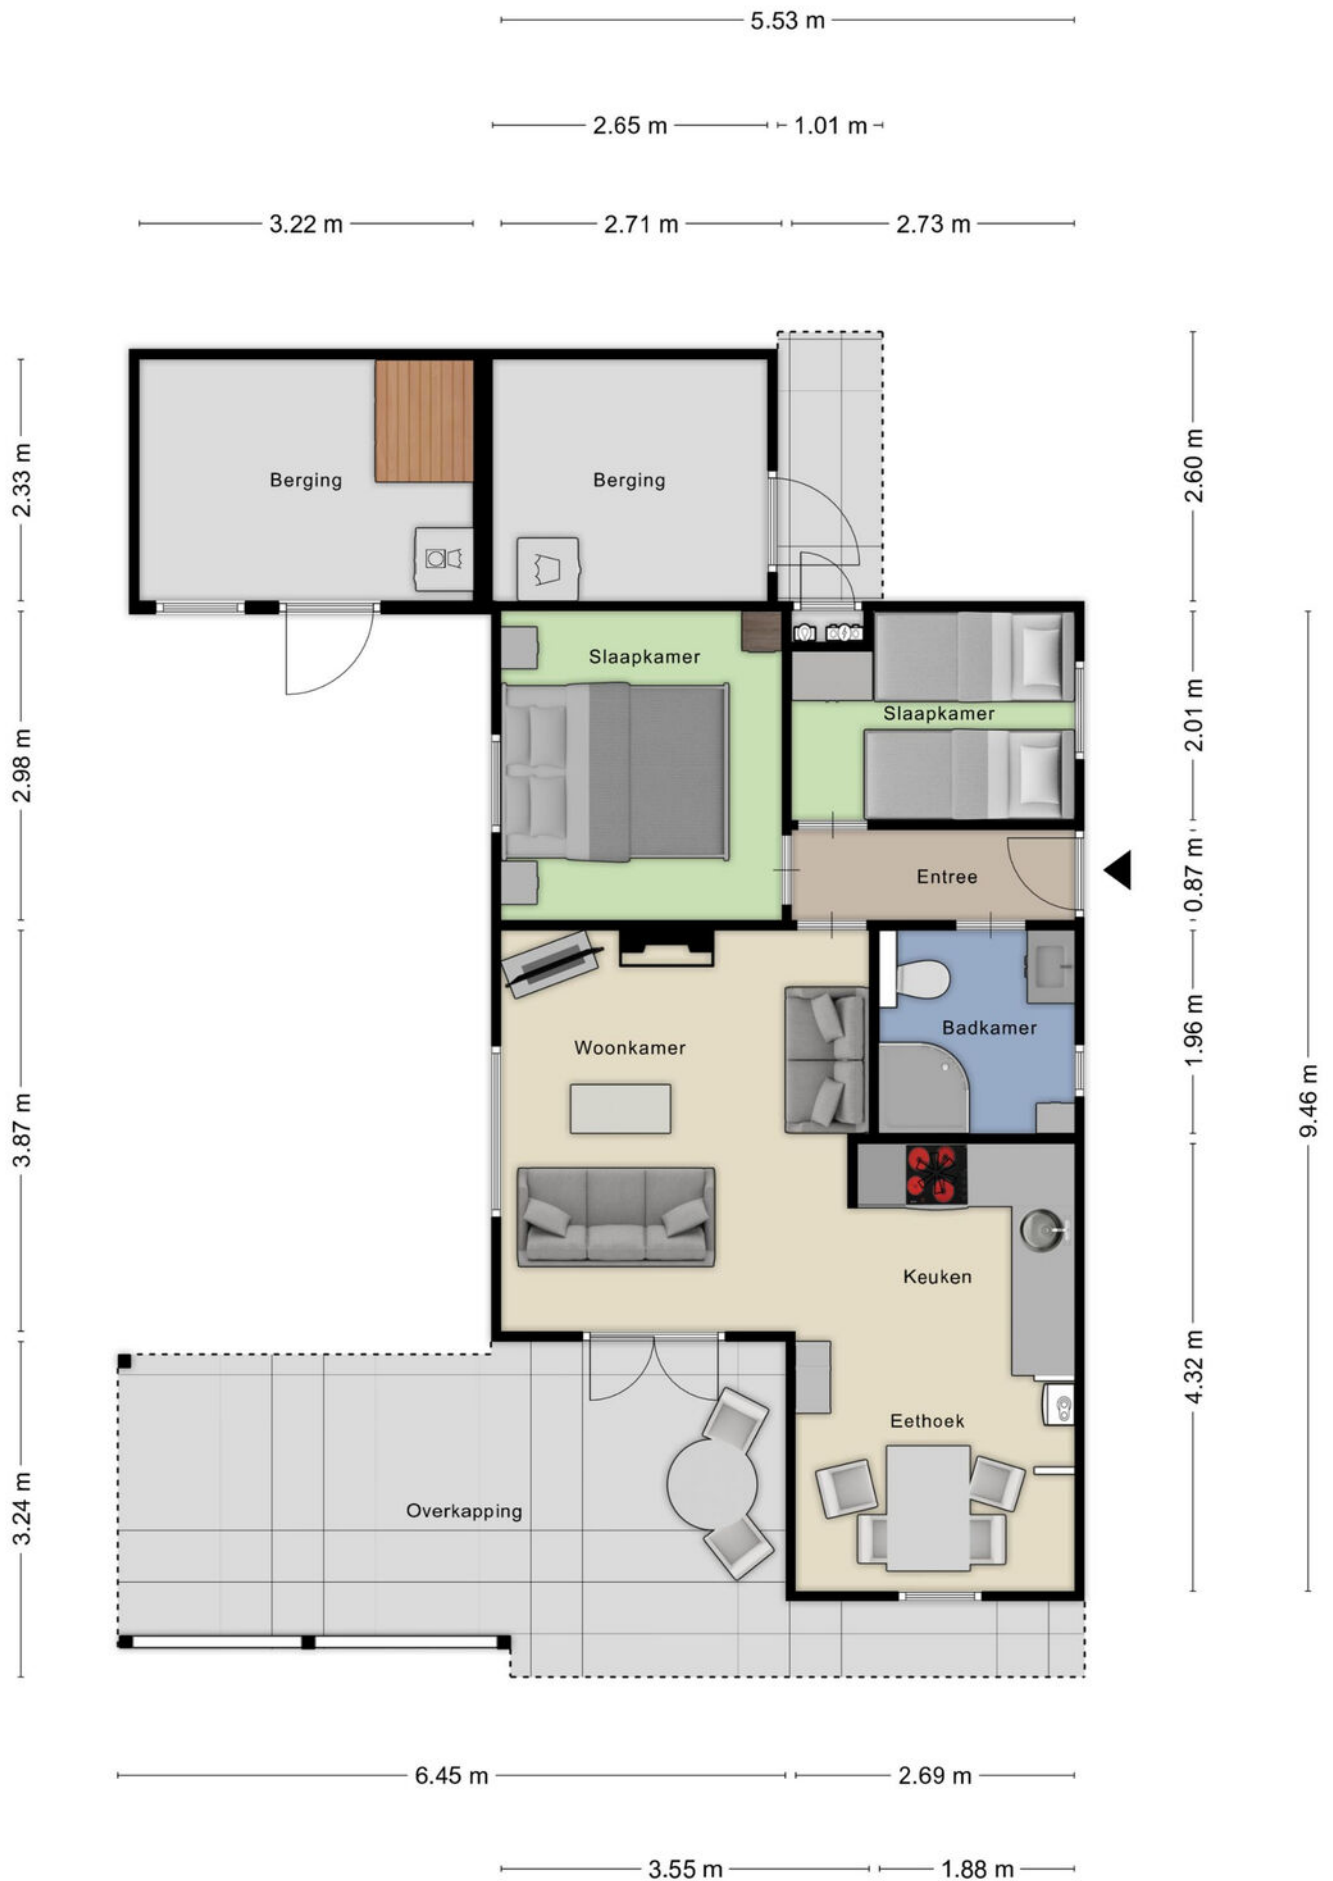 5.53 m
2.65 m
1.01 m
3.22 m
2.71 m
2.73 m
2.33 m
2.60 m
Berging
Berging
Slaapkamer
2.98 m
Slaapkamer
2.01 m
Entree
0.87 m
Woonkamer
Badkamer
1.96 m
3.87 m
9.46 m
Keuken
4.32 m
Eethoek
Overkapping
3.24 m
6.45 m
2.69 m
3.55 m
1.88 m